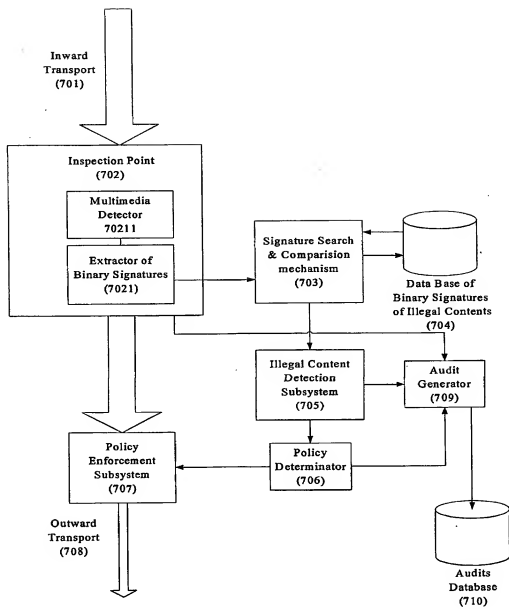 Inward
Transport
(701)
Inspection Point
(702)
Multimedia
Detector
70211
Extractor of
Binary Signatures
(7021)
Signature Search
& Comparision
mechanism
(703)
Data Base of
Binary Signatures
of Illegal Contents
(704)
Illegal Content
Detection
Subsystem
(705)
Audit
Generator
(709)
Policy
Enforcement
Subsystem
(707)
Policy
Determinator
(706)
Outward
Transport
(708)
Audits
Database
(710)